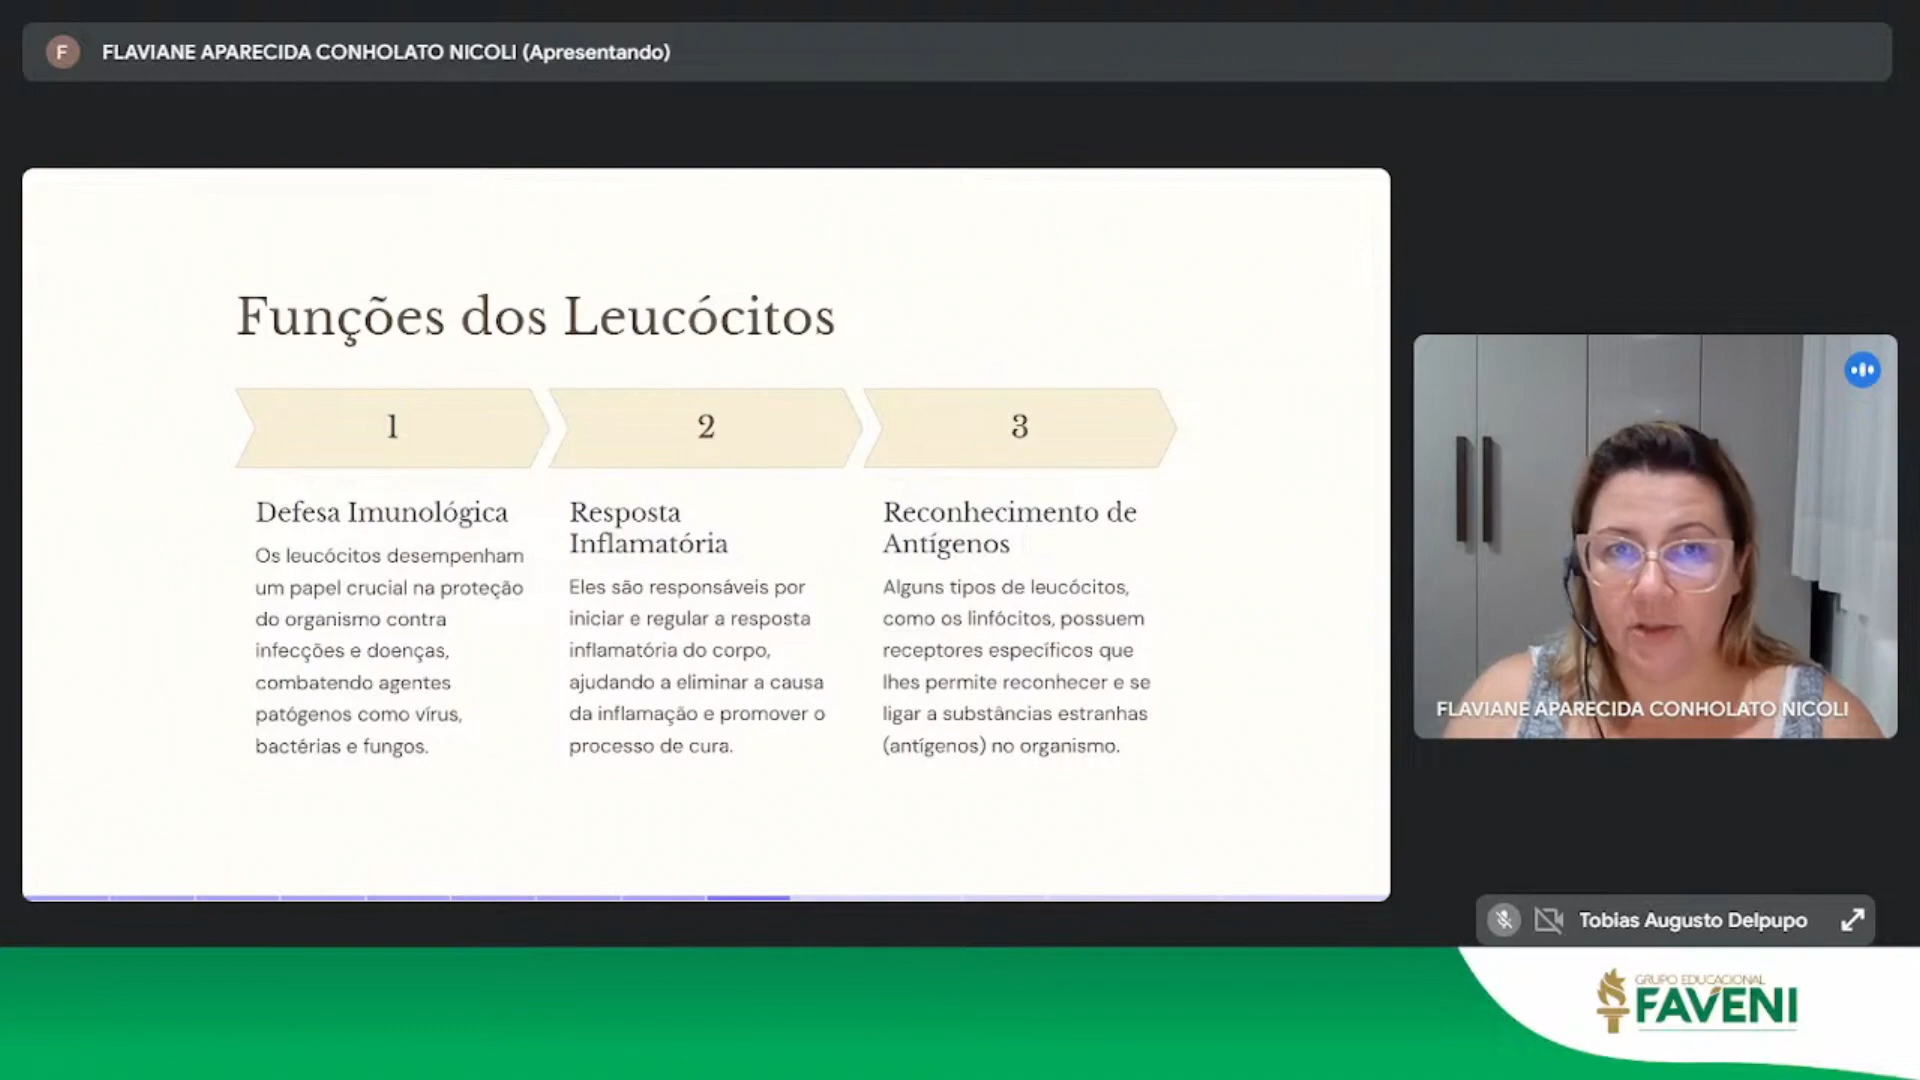 F
FLAVIANE APARECIDA CONHOLATO NICOLI (Apresentando)
Funções dos Leucócitos
1
2
3
Defesa Imunológica
Os leucócitos desempenham
um papel crucial na proteção
do organismo contra
infecções e doenças,
combatendo agentes
patógenos como vírus,
bactérias e fungos.
Resposta
Inflamatória
Eles são responsáveis por
iniciar e regular a resposta
inflamatória do corpo,
ajudando a eliminar a causa
da inflamação e promover o
processo de cura.
Reconhecimento de
Antígenos
Alguns tipos de leucócitos,
como os linfócitos, possuem
receptores específicos que
lhes permite reconhecer e se
ligar a substâncias estranhas
(antígenos) no organismo.
FLAVIANE APARECIDA CONHOLATO NICOLI
Tobias Augusto Delpupo
GRUPO EDUCACIONAL
FAVENI